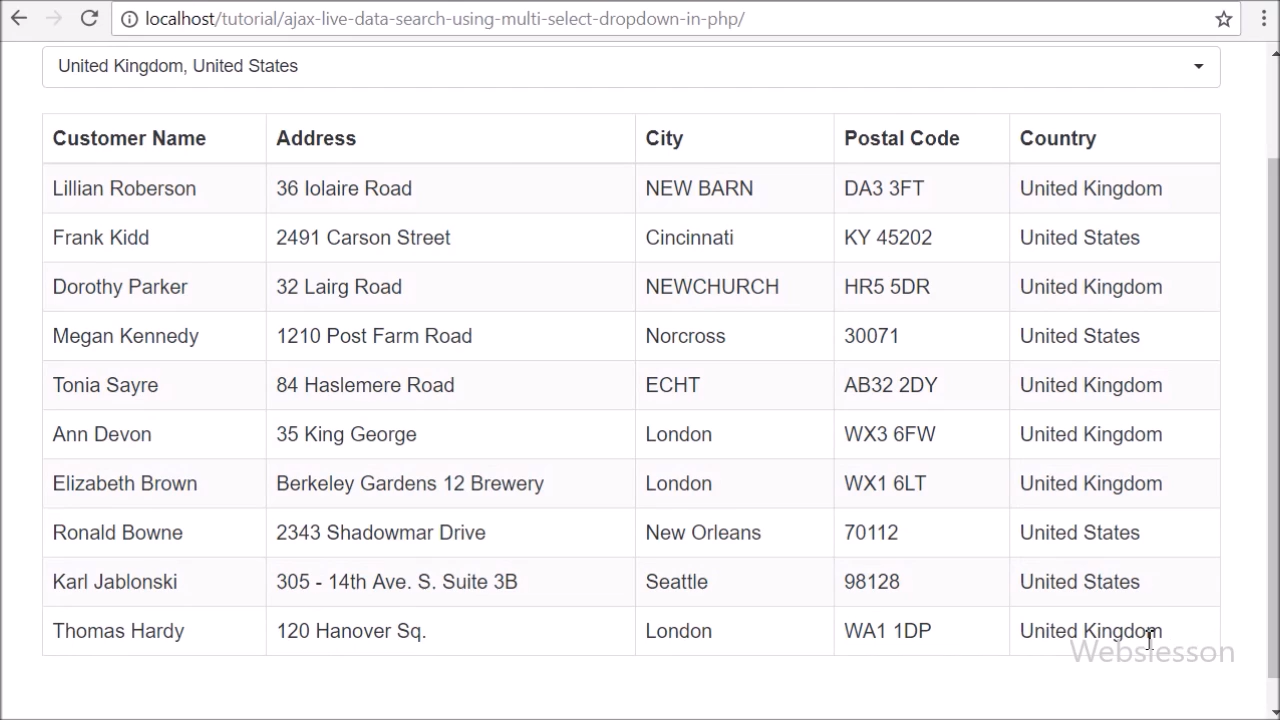 localhost/tutorial/ajax-live-data-search-using-multi-select-dropdown-in-php/
United Kingdom, United States
Customer Name Address City Postal Code Country
Lillian Roberson 36 Iolaire Road NEW BARN DA3 3FT United Kingdom
Frank Kidd 2491 Carson Street Cincinnati KY 45202 United States
Dorothy Parker 32 Lairg Road NEWCHURCH HR5 5DR United Kingdom
Megan Kennedy 1210 Post Farm Road Norcross 30071 United States
Tonia Sayre 84 Haslemere Road ECHT AB32 2DY United Kingdom
Ann Devon 35 King George London WX3 6FW United Kingdom
Elizabeth Brown Berkeley Gardens 12 Brewery London WX1 6LT United Kingdom
Ronald Bowne 2343 Shadowmar Drive New Orleans 70112 United States
Karl Jablonski 305 - 14th Ave. S. Suite 3B Seattle 98128 United States
Thomas Hardy 120 Hanover Sq. London WA1 1DP United Kingdom
Webslesson